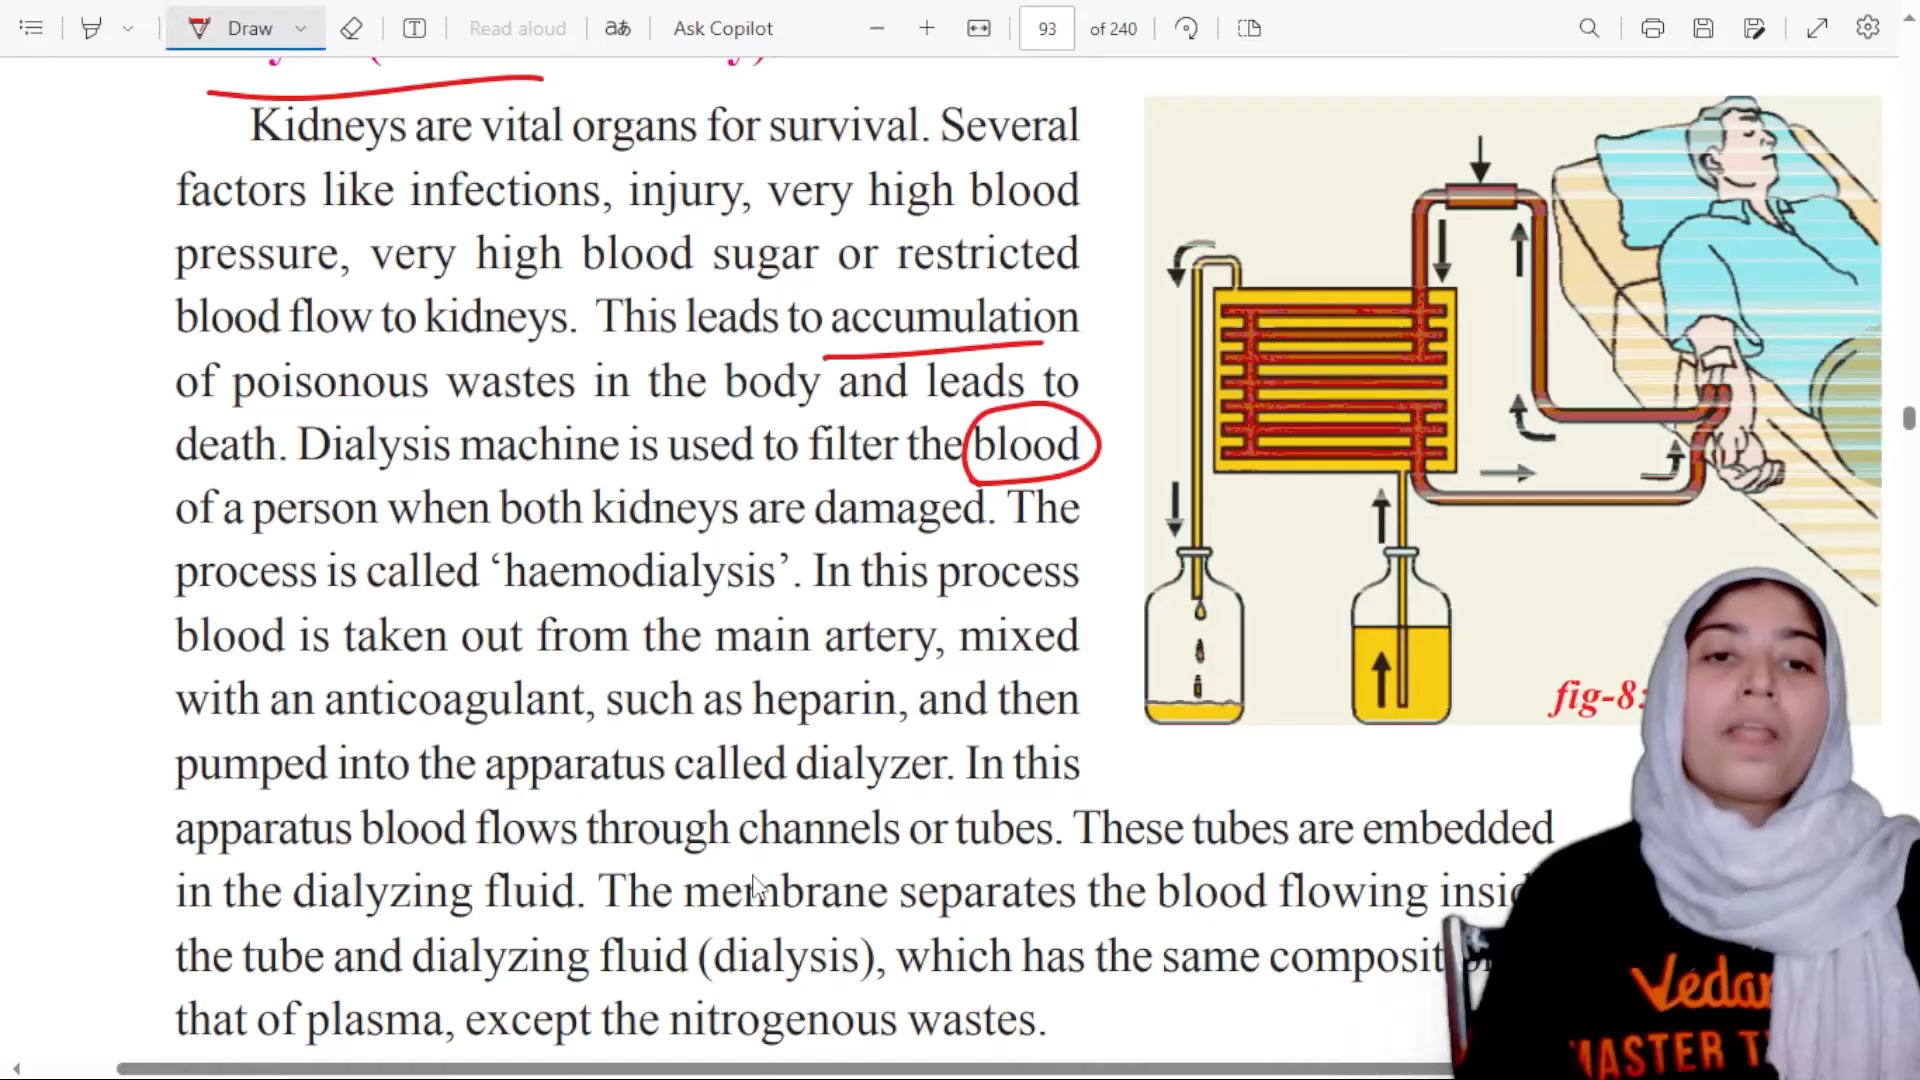 Draw
Read aloud
aあ
Ask Copilot
93
of 240
Kidneys are vital organs for survival. Several
factors like infections, injury, very high blood
pressure, very high blood sugar or restricted
blood flow to kidneys. This leads to accumulation
of poisonous wastes in the body and leads to
death. Dialysis machine is used to filter the blood
of a person when both kidneys are damaged. The
process is called ‘haemodialysis’. In this process
blood is taken out from the main artery, mixed
with an anticoagulant, such as heparin, and then
pumped into the apparatus called dialyzer. In this
apparatus blood flows through channels or tubes. These tubes are embedded
in the dialyzing fluid. The membrane separates the blood flowing
the tube and dialyzing fluid (dialysis), which has the same
that of plasma, except the nitrogenous wastes.
fig-8:
MASTER